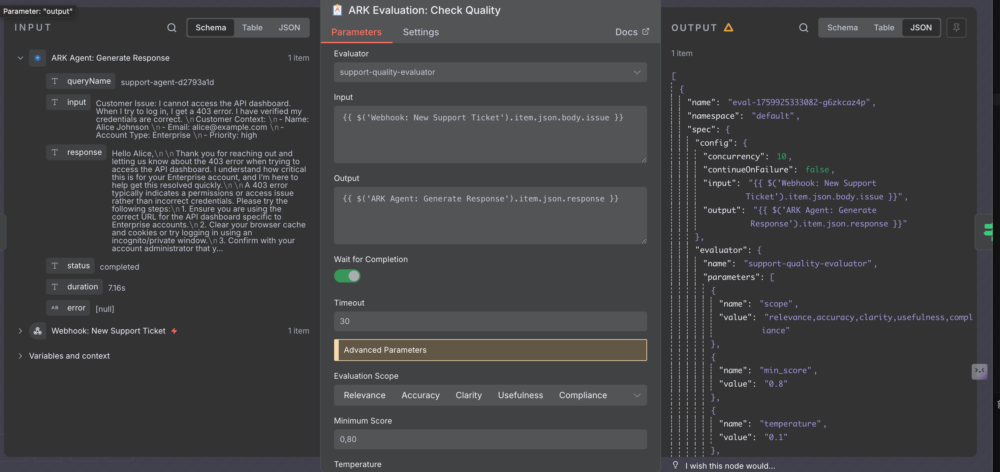 Parameter: "output"
INPUT
Schema Table JSON
ARK Agent: Generate Response 1 item
T queryName support-agent-d2793a1d
T input Customer Issue: I cannot access the API dashboard.
When I try to log in, I get a 403 error. I have verified my
credentials are correct. \n Customer Context: \n - Name:
Alice Johnson \n - Email: alice@example.com \n -
Account Type: Enterprise \n - Priority: high
T response Hello Alice,\n \n Thank you for reaching out and
letting us know about the 403 error when trying to
access the API dashboard. I understand how critical
this is for your Enterprise account, and I'm here to
help get this resolved quickly.\n \n A 403 error
typically indicates a permissions or access issue
rather than incorrect credentials. Please try the
following steps:\n 1. Ensure you are using the
correct URL for the API dashboard specific to
Enterprise accounts.\n 2. Clear your browser cache
and cookies or try logging in using an
incognito/private window.\n 3. Confirm with your
account administrator that y...
T status completed
T duration 7.16s
AB error [null]
Webhook: New Support Ticket 1 item
Variables and context
ARK Evaluation: Check Quality
Parameters Settings Docs
Evaluator
support-quality-evaluator
Input
{{ $('Webhook: New Support Ticket').item.json.body.issue }}
Output
{{ $('ARK Agent: Generate Response').item.json.response }}
Wait for Completion
Timeout
30
Advanced Parameters
Evaluation Scope
Relevance Accuracy Clarity Usefulness Compliance
Minimum Score
0,80
Temperature
OUTPUT
Schema Table JSON
1 item
[
{
"name": "eval-1759925333082-g6zkcaz4p",
"namespace": "default",
"spec": {
"config": {
"concurrency": 10,
"continueOnFailure": false,
"input": "{{ $('Webhook: New Support
Ticket').item.json.body.issue }}",
"output": "{{ $('ARK Agent: Generate
Response').item.json.response }}"
},
"evaluator": {
"name": "support-quality-evaluator",
"parameters": [
{
"name": "scope",
"value": "relevance,accuracy,clarity,usefulness,compl
iance"
},
{
"name": "min_score",
"value": "0.8"
},
{
"name": "temperature",
"value": "0.1"
},
I wish this node would...